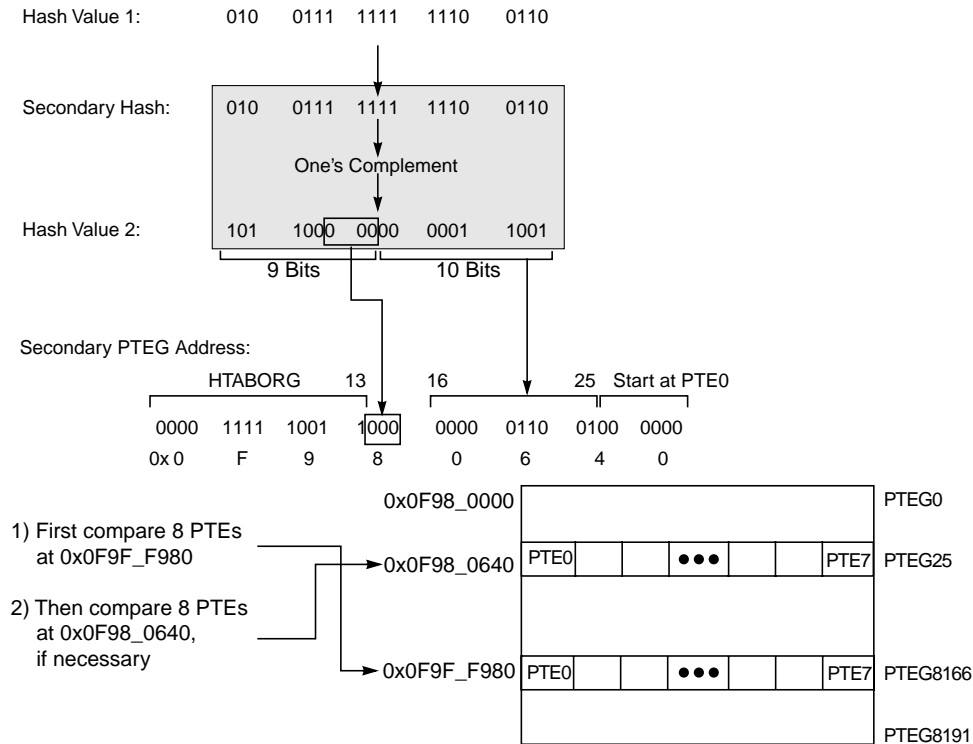 Hash Value 1: 010 0111 1111 1110 0110
Secondary Hash: 010 0111 1111 1110 0110
One's Complement
Hash Value 2: 101 1000 0000 0001 1001
9 Bits 10 Bits
Secondary PTEG Address:
HTABORG 13 16 25 Start at PTE0
0000 1111 1001 1000 0000 0110 0100 0000
0x 0 F 9 8 0 6 4 0
0x0F98_0000 PTEG0
1) First compare 8 PTEs
at 0x0F9F_F980
0x0F98_0640 PTE0 ●●● PTE7 PTEG25
2) Then compare 8 PTEs
at 0x0F98_0640,
if necessary
0x0F9F_F980 PTE0 ●●● PTE7 PTEG8166
PTEG8191